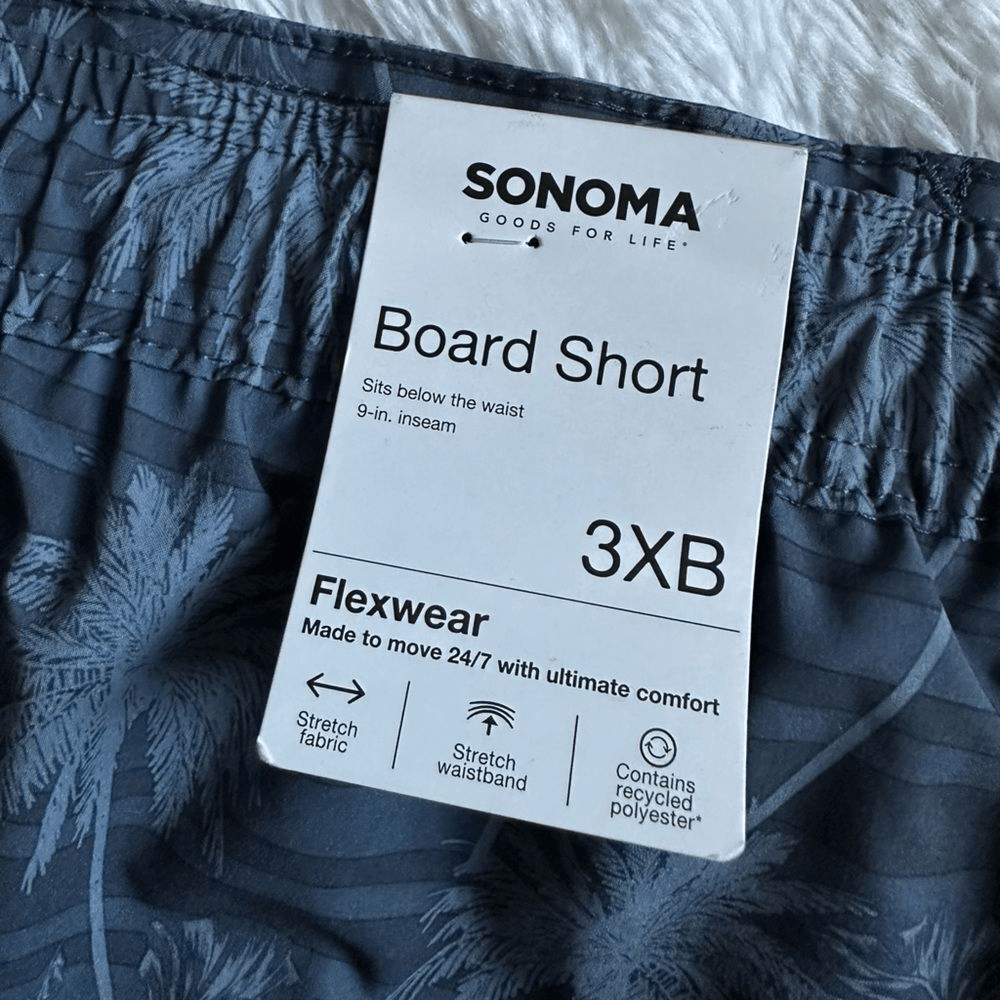 SONOMA
GOODS FOR LIFE®
Board Short
Sits below the waist
9-in. inseam
3XB
Flexwear
Made to move 24/7 with ultimate comfort
Stretch
fabric
Stretch
waistband
Contains
recycled
polyester*